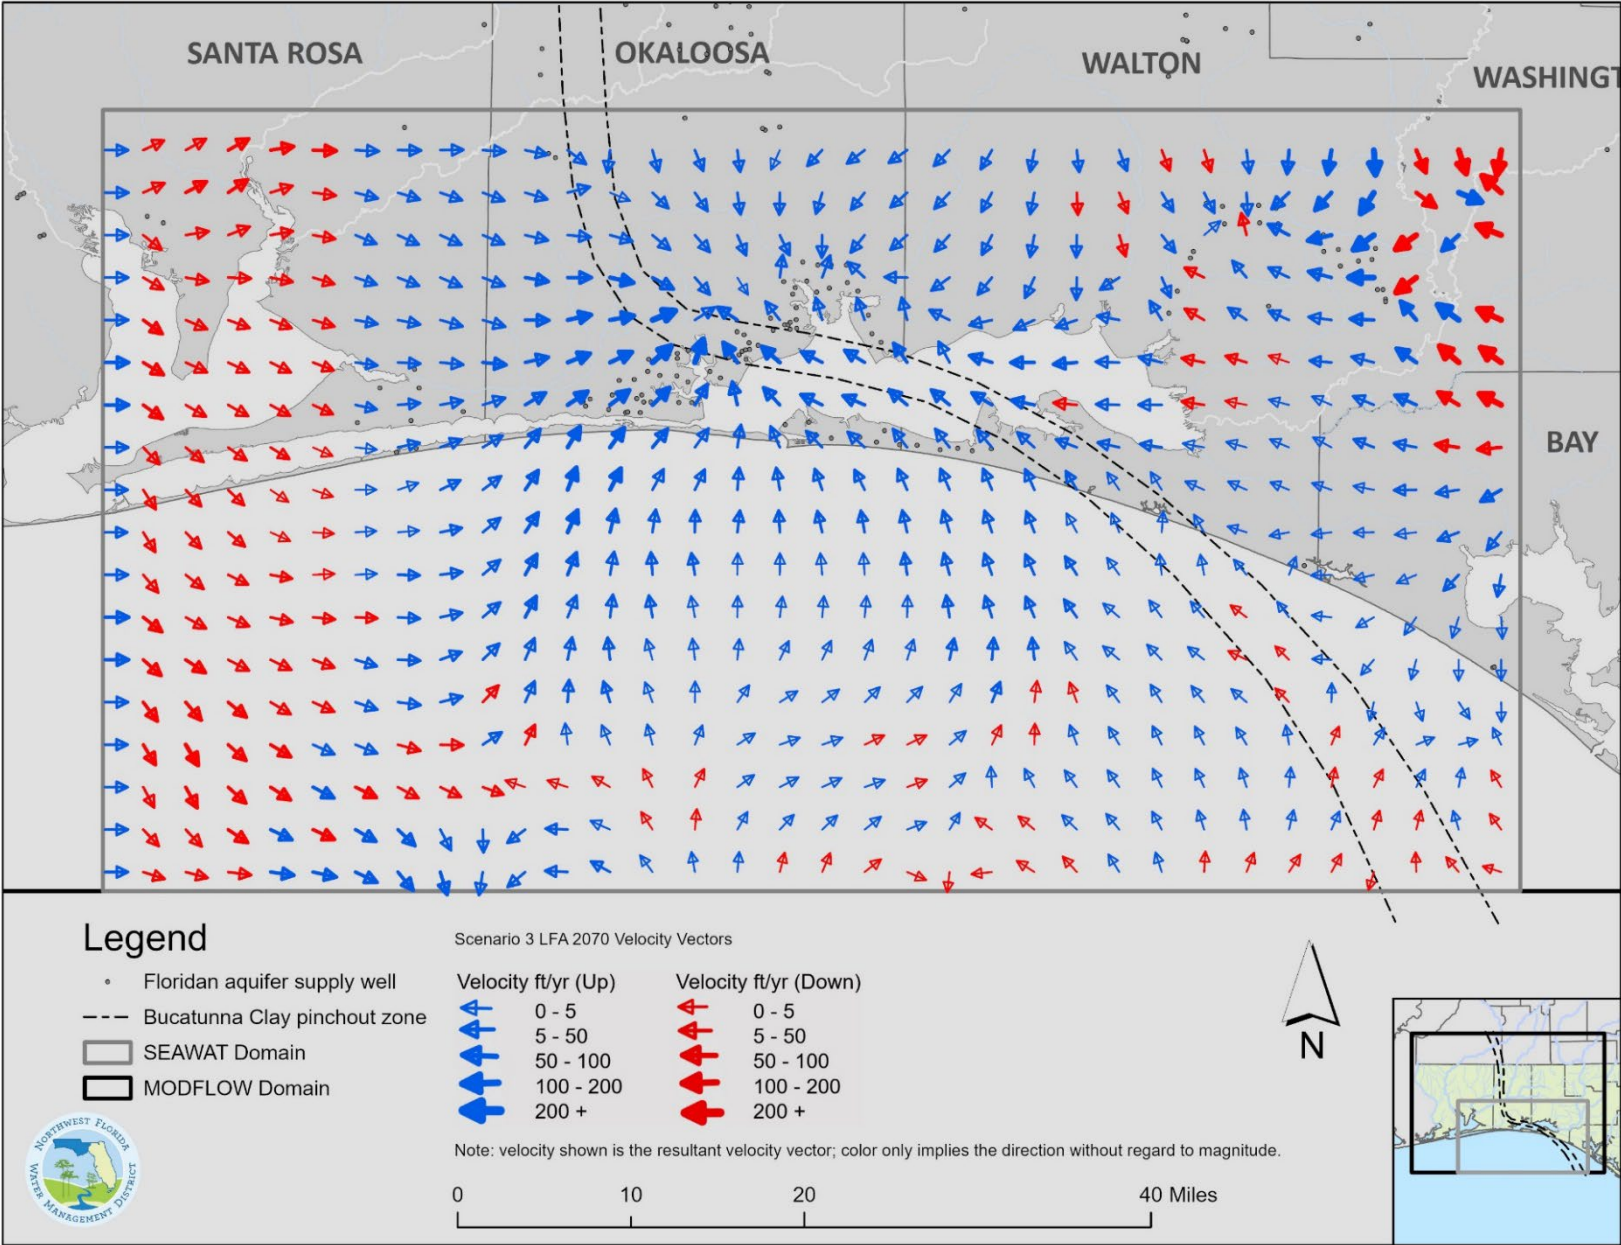 SANTA ROSA
OKALOOSA
WALTON
WASHINGT
BAY
Legend
Floridan aquifer supply well
Bucatunna Clay pinchout zone
SEAWAT Domain
MODFLOW Domain
Scenario 3 LFA 2070 Velocity Vectors
Velocity ft/yr (Up)
0 - 5
5 - 50
50 - 100
100 - 200
200 +
Velocity ft/yr (Down)
0 - 5
5 - 50
50 - 100
100 - 200
200 +
Note: velocity shown is the resultant velocity vector; color only implies the direction without regard to magnitude.
0 10 20 40 Miles
N
NORTHWEST FLORIDA
WATER MANAGEMENT DISTRICT